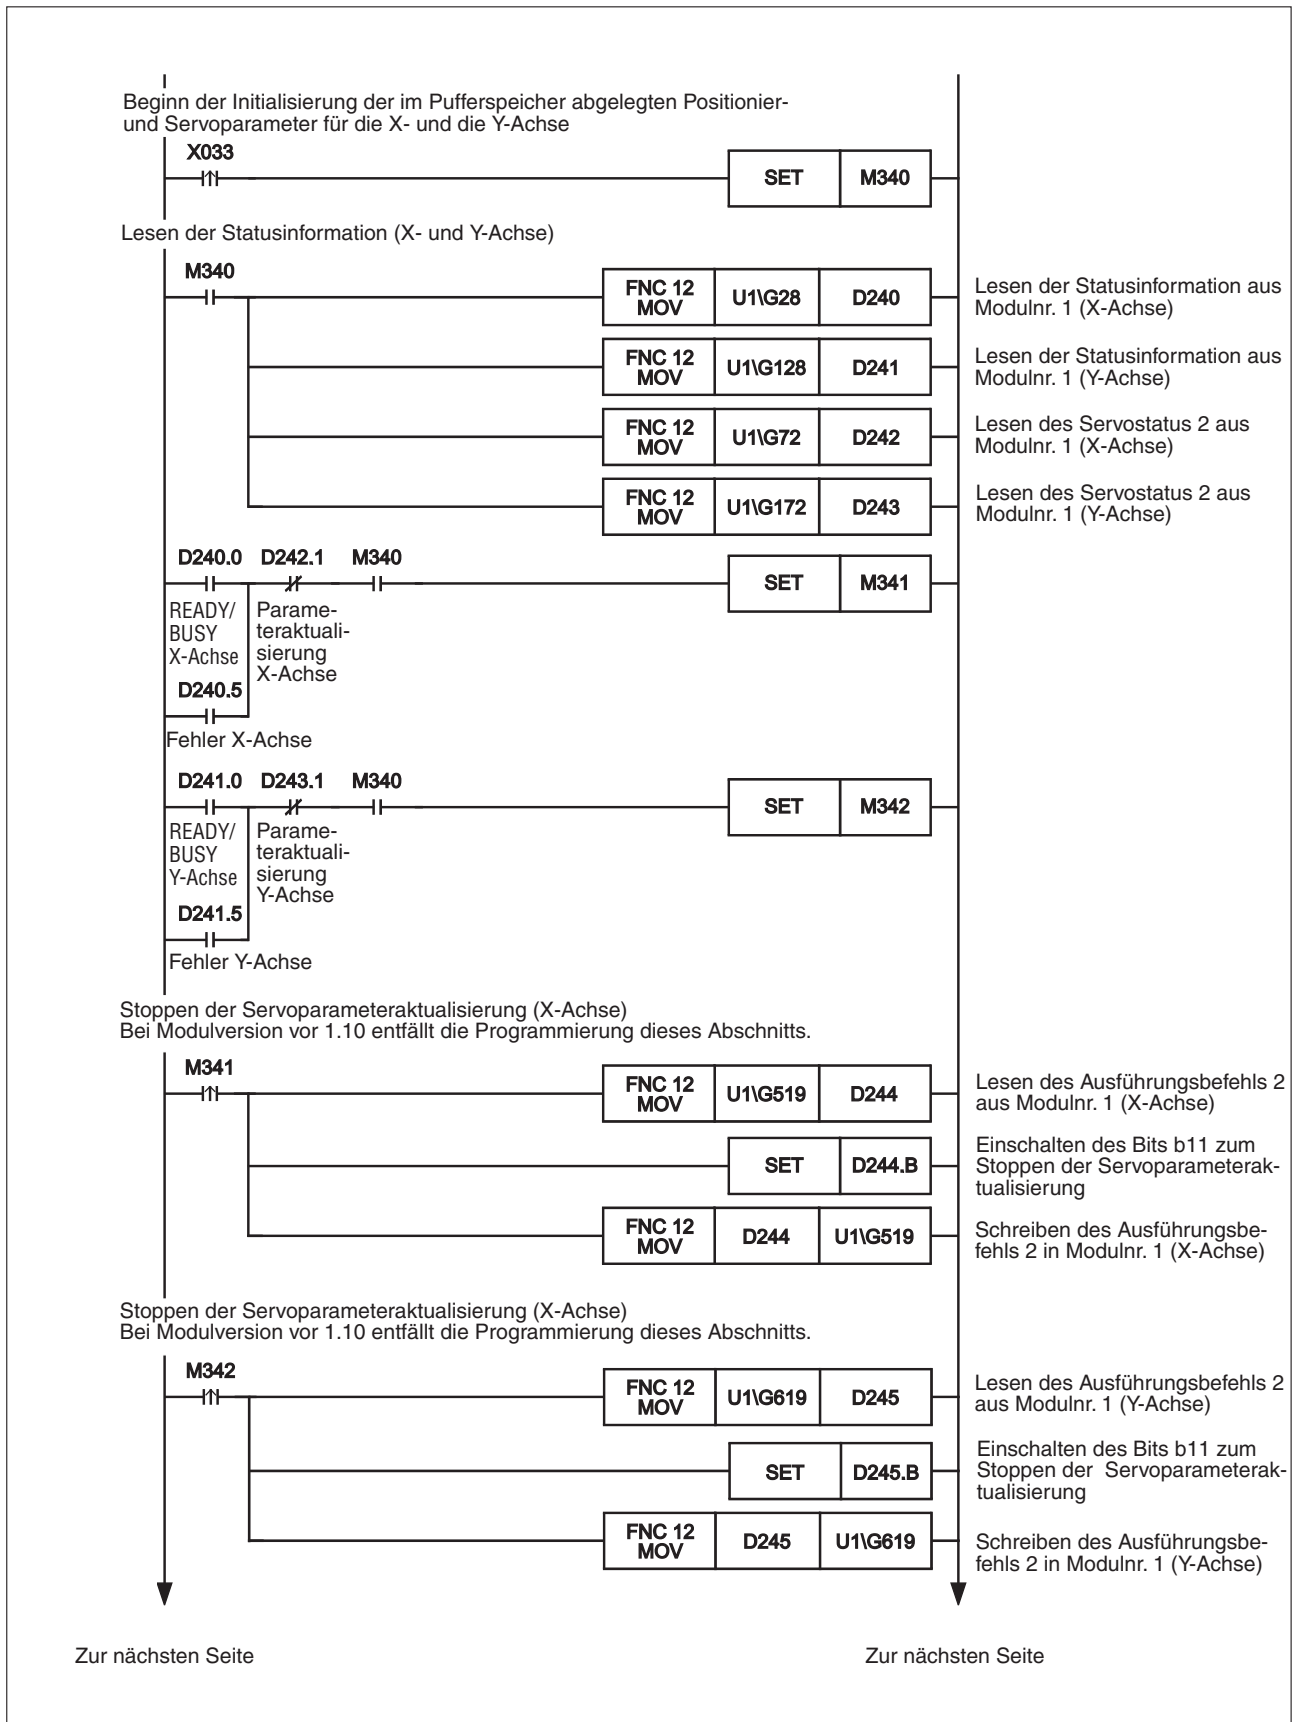 Beginn der Initialisierung der im Pufferspeicher abgelegten Positionier-
und Servoparameter für die X- und die Y-Achse
X033
SET M340
Lesen der Statusinformation (X- und Y-Achse)
M340
FNC 12
MOV U1\G28 D240
Lesen der Statusinformation aus
Modulnr. 1 (X-Achse)
FNC 12
MOV U1\G128 D241
Lesen der Statusinformation aus
Modulnr. 1 (Y-Achse)
FNC 12
MOV U1\G72 D242
Lesen des Servostatus 2 aus
Modulnr. 1 (X-Achse)
FNC 12
MOV U1\G172 D243
Lesen des Servostatus 2 aus
Modulnr. 1 (Y-Achse)
D240.0 D242.1 M340
SET M341
READY/
BUSY
X-Achse
Parame-
teraktuali-
sierung
X-Achse
D240.5
Fehler X-Achse
D241.0 D243.1 M340
SET M342
READY/
BUSY
Y-Achse
Parame-
teraktuali-
sierung
Y-Achse
D241.5
Fehler Y-Achse
Stoppen der Servoparameteraktualisierung (X-Achse)
Bei Modulversion vor 1.10 entfällt die Programmierung dieses Abschnitts.
M341
FNC 12
MOV U1\G519 D244
Lesen des Ausführungsbefehls 2
aus Modulnr. 1 (X-Achse)
SET D244.B
Einschalten des Bits b11 zum
Stoppen der Servoparameterak-
tualisierung
FNC 12
MOV D244 U1\G519
Schreiben des Ausführungsbe-
fehls 2 in Modulnr. 1 (X-Achse)
Stoppen der Servoparameteraktualisierung (X-Achse)
Bei Modulversion vor 1.10 entfällt die Programmierung dieses Abschnitts.
M342
FNC 12
MOV U1\G619 D245
Lesen des Ausführungsbefehls 2
aus Modulnr. 1 (Y-Achse)
SET D245.B
Einschalten des Bits b11 zum
Stoppen der Servoparameterak-
tualisierung
FNC 12
MOV D245 U1\G619
Schreiben des Ausführungsbe-
fehls 2 in Modulnr. 1 (Y-Achse)
Zur nächsten Seite Zur nächsten Seite